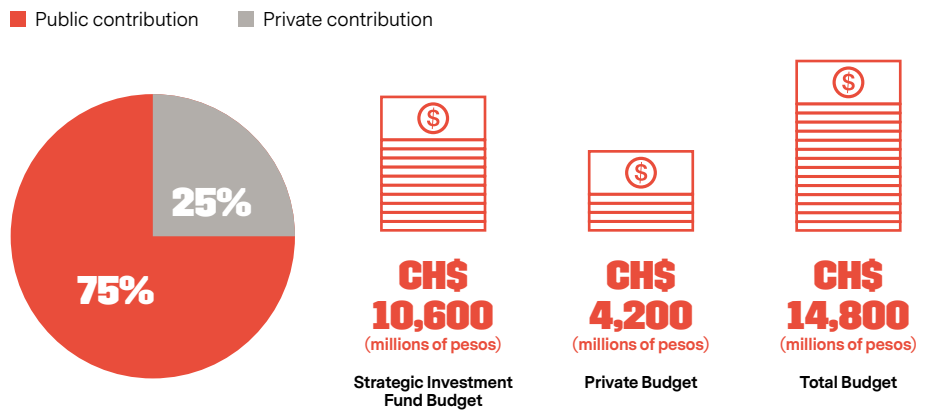 Public contribution
Private contribution
25%
75%
$
CH$
10,600
(millions of pesos)
Strategic Investment
Fund Budget
$
CH$
4,200
(millions of pesos)
Private Budget
$
CH$
14,800
(millions of pesos)
Total Budget